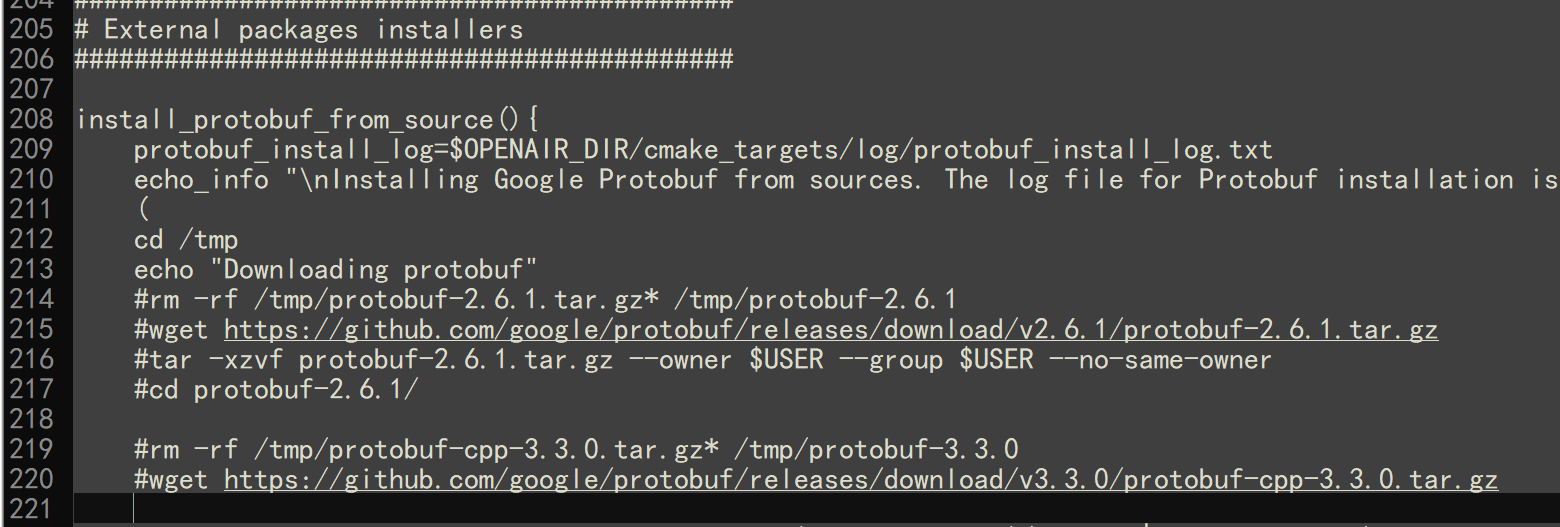 204 ############################################
205 # External packages installers
206 ############################################
207
208 install_protobuf_from_source(){
209     protobuf_install_log=$OPENAIR_DIR/cmake_targets/log/protobuf_install_log.txt
210     echo_info "\nInstalling Google Protobuf from sources. The log file for Protobuf installation is
211     (
212     cd /tmp
213     echo "Downloading protobuf"
214     #rm -rf /tmp/protobuf-2.6.1.tar.gz* /tmp/protobuf-2.6.1
215     #wget https://github.com/google/protobuf/releases/download/v2.6.1/protobuf-2.6.1.tar.gz
216     #tar -xzvf protobuf-2.6.1.tar.gz --owner $USER --group $USER --no-same-owner
217     #cd protobuf-2.6.1/
218
219     #rm -rf /tmp/protobuf-cpp-3.3.0.tar.gz* /tmp/protobuf-3.3.0
220     #wget https://github.com/google/protobuf/releases/download/v3.3.0/protobuf-cpp-3.3.0.tar.gz
221